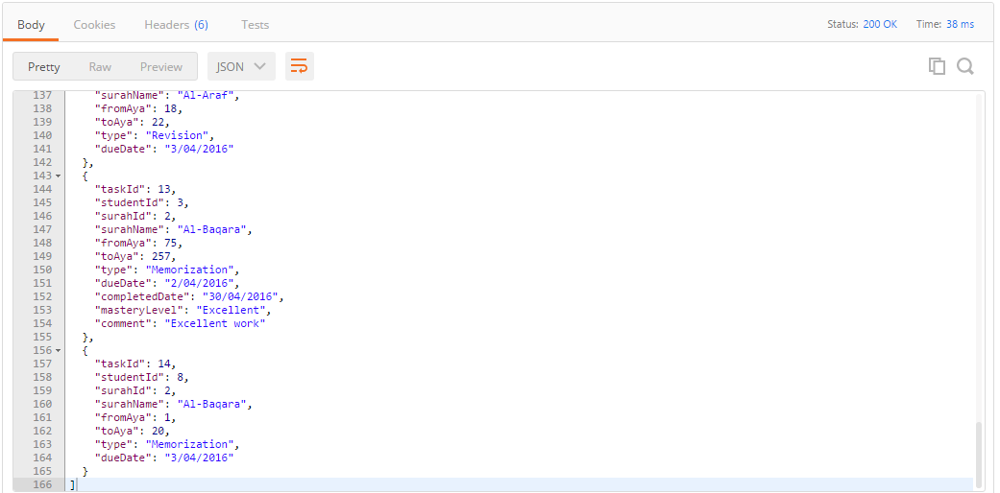 Body Cookies Headers (6) Tests Status: 200 OK Time: 38 ms
Pretty Raw Preview JSON
137 "surahName": "Al-Araf",
138 "fromAya": 18,
139 "toAya": 22,
140 "type": "Revision",
141 "dueDate": "3/04/2016"
142 },
143 {
144 "taskId": 13,
145 "studentId": 3,
146 "surahId": 2,
147 "surahName": "Al-Baqara",
148 "fromAya": 75,
149 "toAya": 257,
150 "type": "Memorization",
151 "dueDate": "2/04/2016",
152 "completedDate": "30/04/2016",
153 "masteryLevel": "Excellent",
154 "comment": "Excellent work"
155 },
156 {
157 "taskId": 14,
158 "studentId": 8,
159 "surahId": 2,
160 "surahName": "Al-Baqara",
161 "fromAya": 1,
162 "toAya": 20,
163 "type": "Memorization",
164 "dueDate": "3/04/2016"
165 }
166 ]